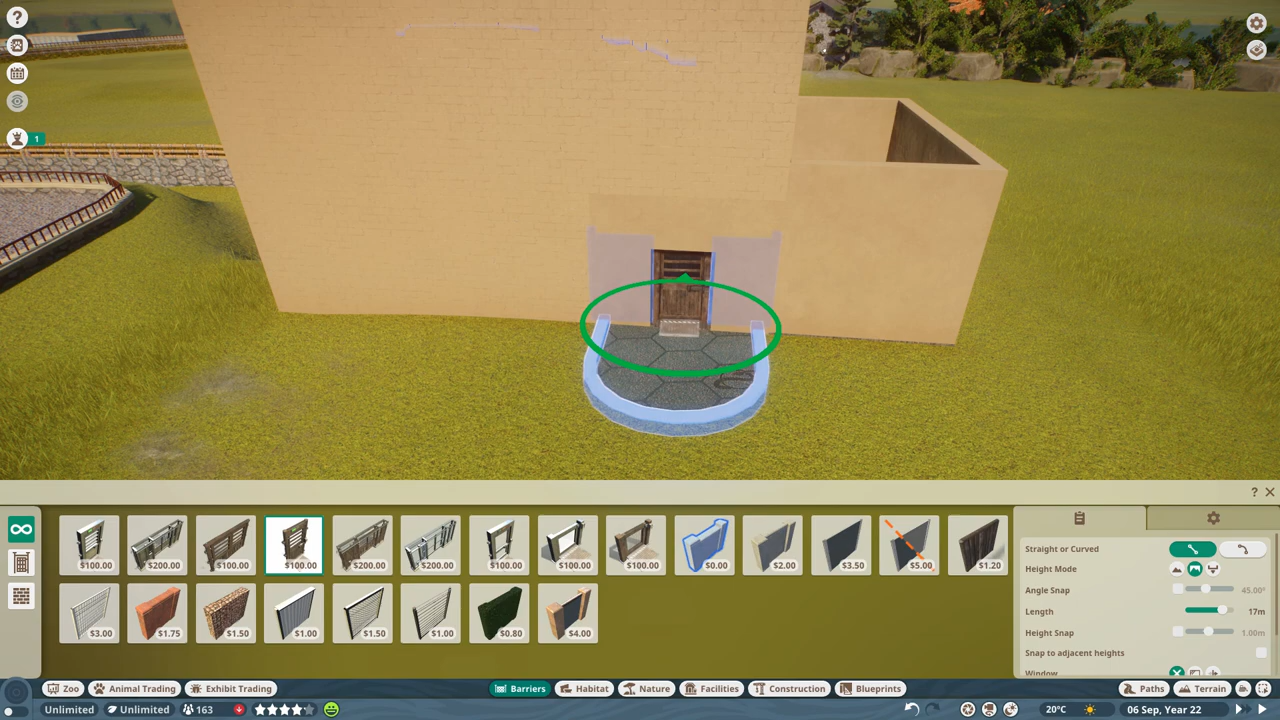 ?
1
? ×
$100.00 $200.00 $100.00 $100.00 $200.00 $200.00 $100.00 $100.00 $100.00 $0.00 $2.00 $3.50 $5.00 $1.20
$3.00 $1.75 $1.50 $1.00 $1.50 $1.00 $0.80 $4.00
Straight or Curved
Height Mode
Angle Snap 45.00°
Length 17m
Height Snap 1.00m
Snap to adjacent heights
Window
Zoo Animal Trading Exhibit Trading Barriers Habitat Nature Facilities Construction Blueprints Paths Terrain
Unlimited Unlimited 163 20°C 06 Sep, Year 22